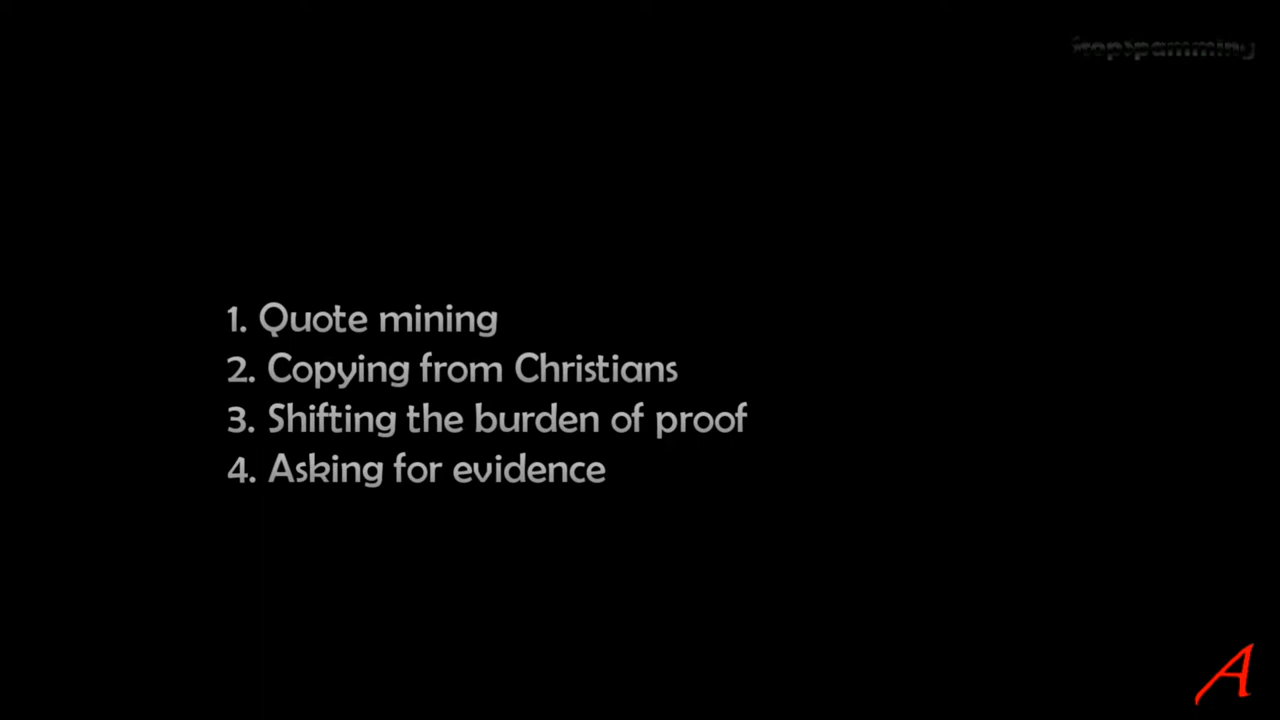 1. Quote mining
2. Copying from Christians
3. Shifting the burden of proof
4. Asking for evidence
A